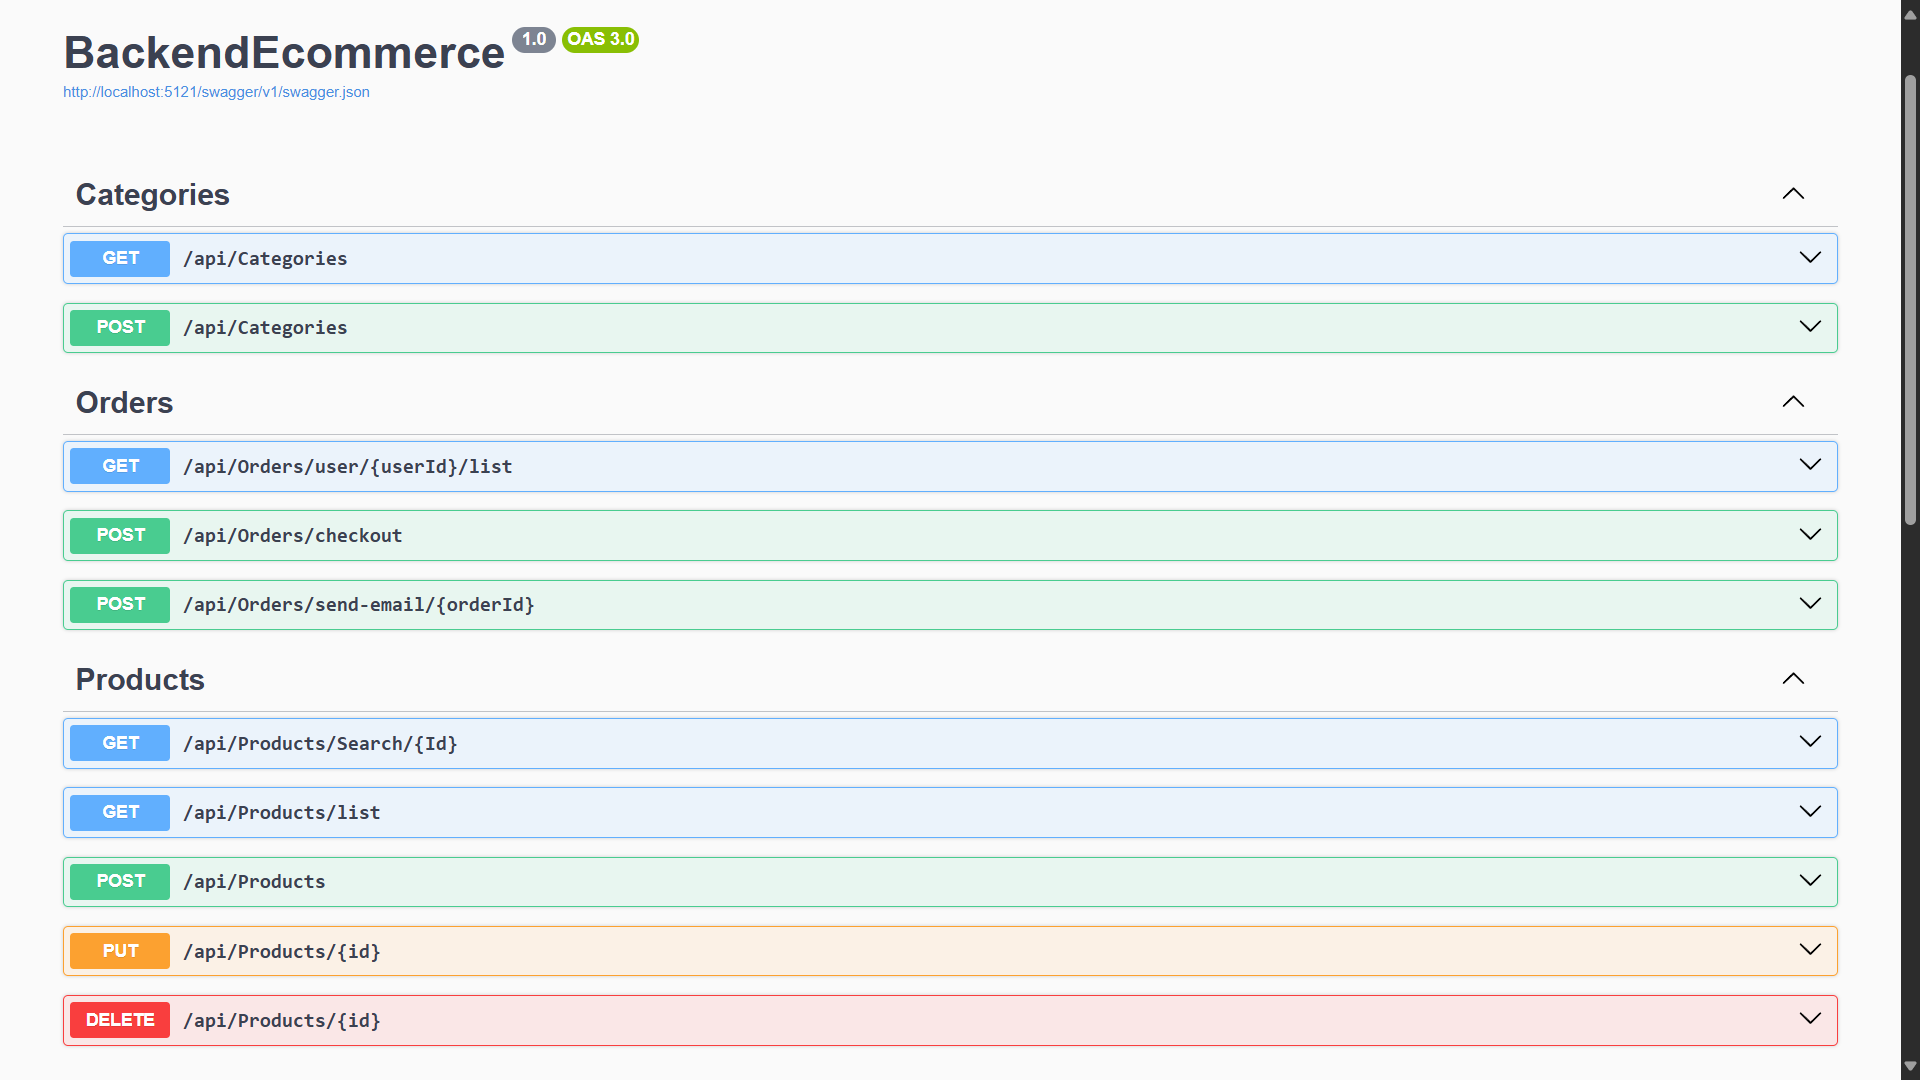 BackendEcommerce 1.0 OAS 3.0
http://localhost:5121/swagger/v1/swagger.json
Categories
GET /api/Categories
POST /api/Categories
Orders
GET /api/Orders/user/{userId}/list
POST /api/Orders/checkout
POST /api/Orders/send-email/{orderId}
Products
GET /api/Products/Search/{Id}
GET /api/Products/list
POST /api/Products
PUT /api/Products/{id}
DELETE /api/Products/{id}